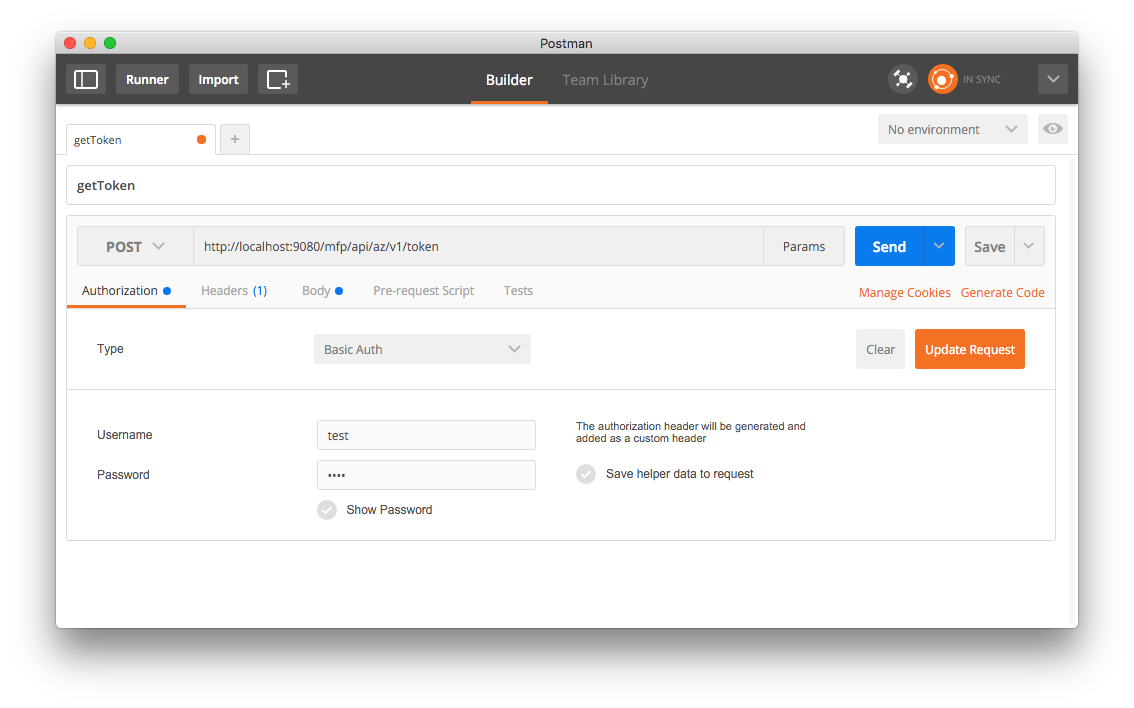 Postman
Runner Import Builder Team Library IN SYNC
getToken + No environment
getToken
POST http://localhost:9080/mfp/api/az/v1/token Params Send Save
Authorization Headers (1) Body Pre-request Script Tests Manage Cookies Generate Code
Type Basic Auth Clear Update Request
Username test The authorization header will be generated and
added as a custom header
Password •••• Save helper data to request
Show Password